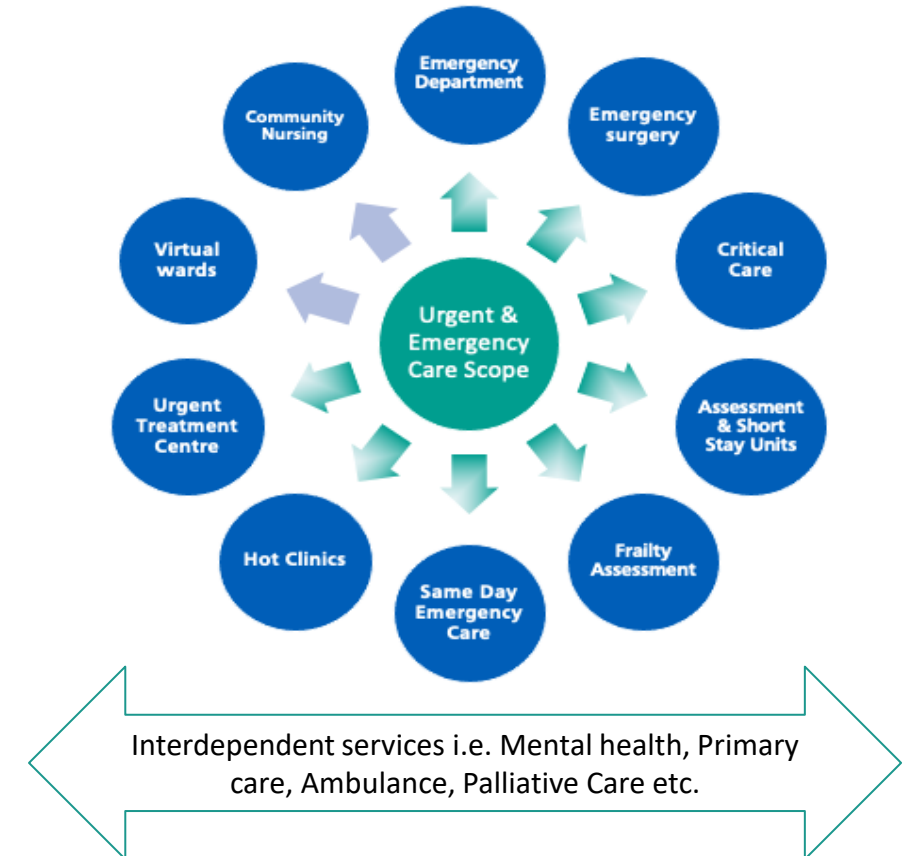 Emergency
Department
Emergency
surgery
Critical
Care
Assessment
& Short
Stay Units
Frailty
Assessment
Same Day
Emergency
Care
Hot Clinics
Urgent
Treatment
Centre
Virtual
wards
Community
Nursing
Urgent &
Emergency
Care Scope
Interdependent services i.e. Mental health, Primary
care, Ambulance, Palliative Care etc.